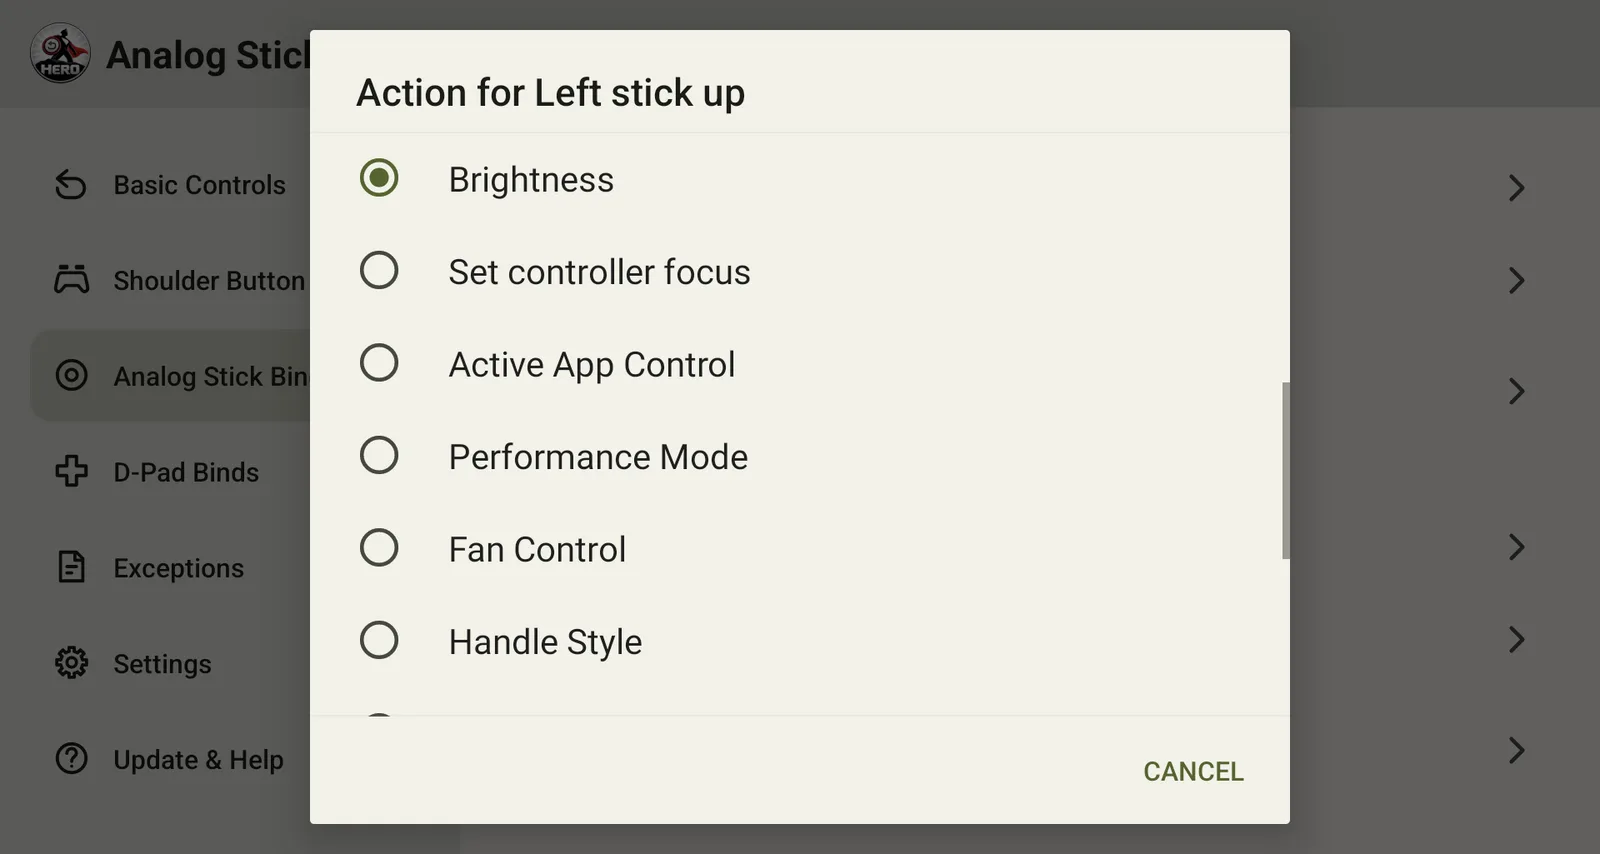 HERO
Analog Stick
Action for Left stick up
Basic Controls
Shoulder Button
Analog Stick Bin
D-Pad Binds
Exceptions
Settings
Update & Help
Brightness
Set controller focus
Active App Control
Performance Mode
Fan Control
Handle Style
CANCEL